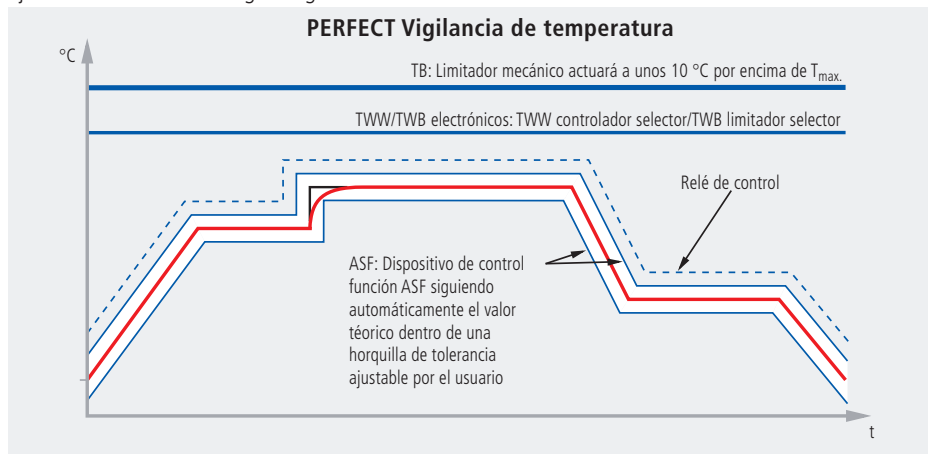 PERFECT Vigilancia de temperatura
°C
TB: Limitador mecánico actuará a unos 10 °C por encima de Tmax.
TWW/TWB electrónicos: TWW controlador selector/TWB limitador selector
Relé de control
ASF: Dispositivo de control
función ASF siguiendo
automáticamente el valor
téorico dentro de una
horquilla de tolerancia
ajustable por el usuario
t